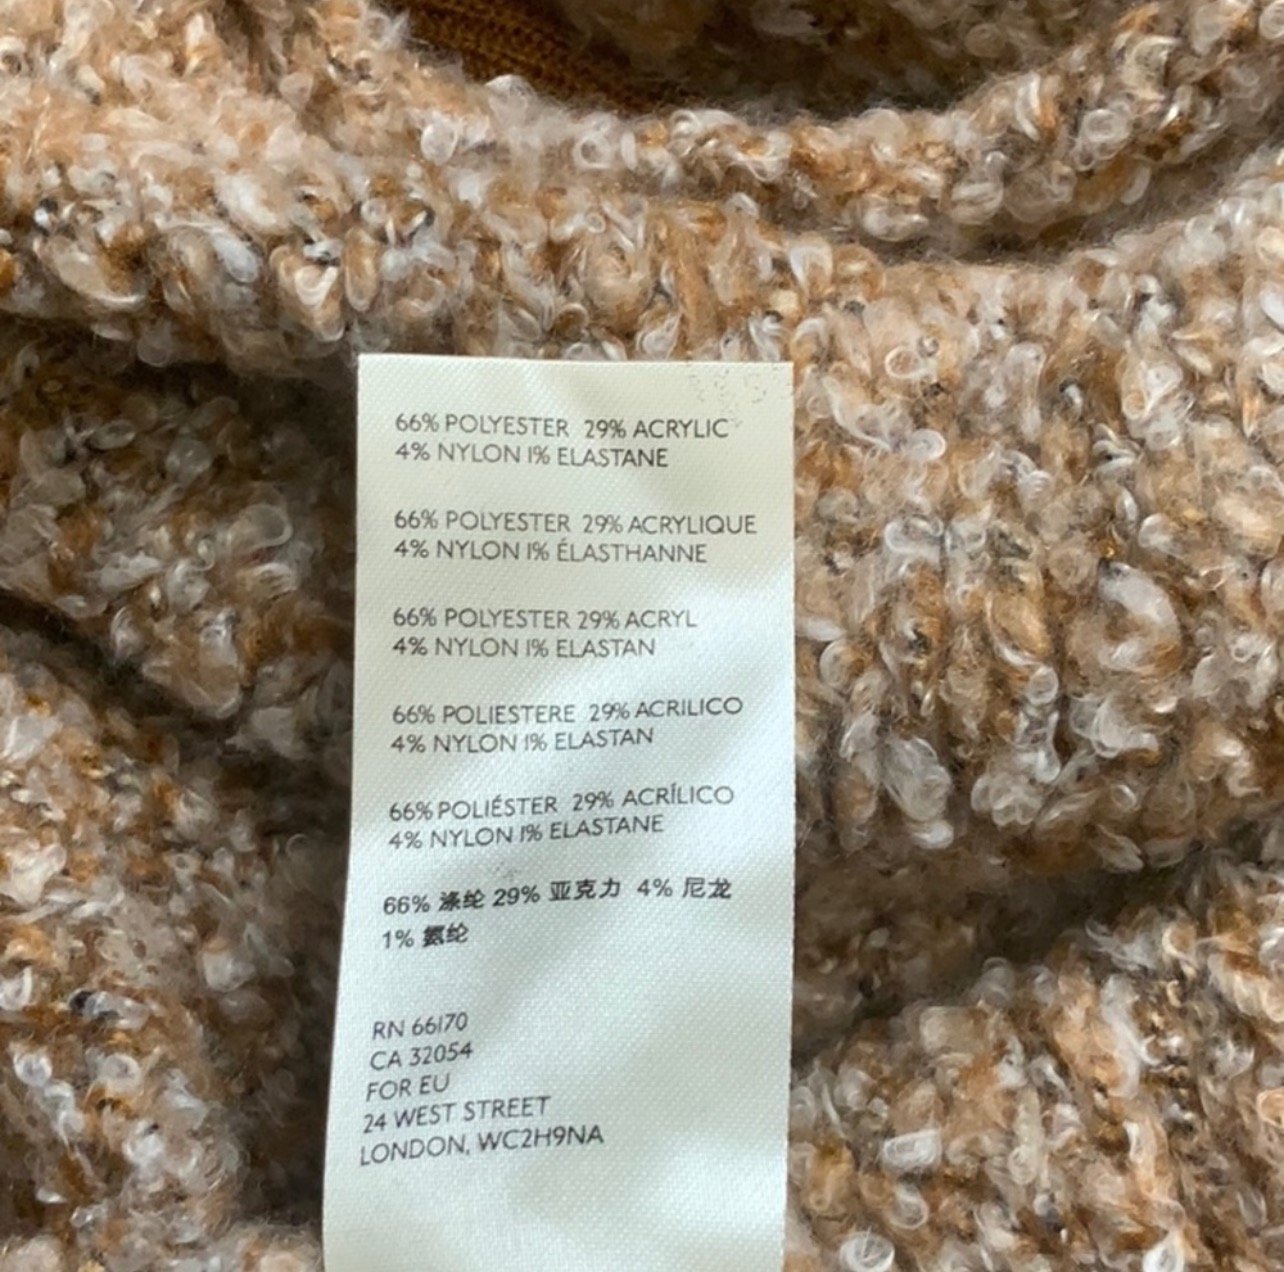 66% POLYESTER 29% ACRYLIC
4% NYLON 1% ELASTANE
66% POLYESTER 29% ACRYLIQUE
4% NYLON 1% ÉLASTHANNE
66% POLYESTER 29% ACRYL
4% NYLON 1% ELASTAN
66% POLIESTERE 29% ACRILICO
4% NYLON 1% ELASTAN
66% POLIÉSTER 29% ACRÍLICO
4% NYLON 1% ELASTANE
66% 涤纶 29% 亚克力 4% 尼龙
1% 氨纶
RN 66170
CA 32054
FOR EU
24 WEST STREET
LONDON, WC2H9NA